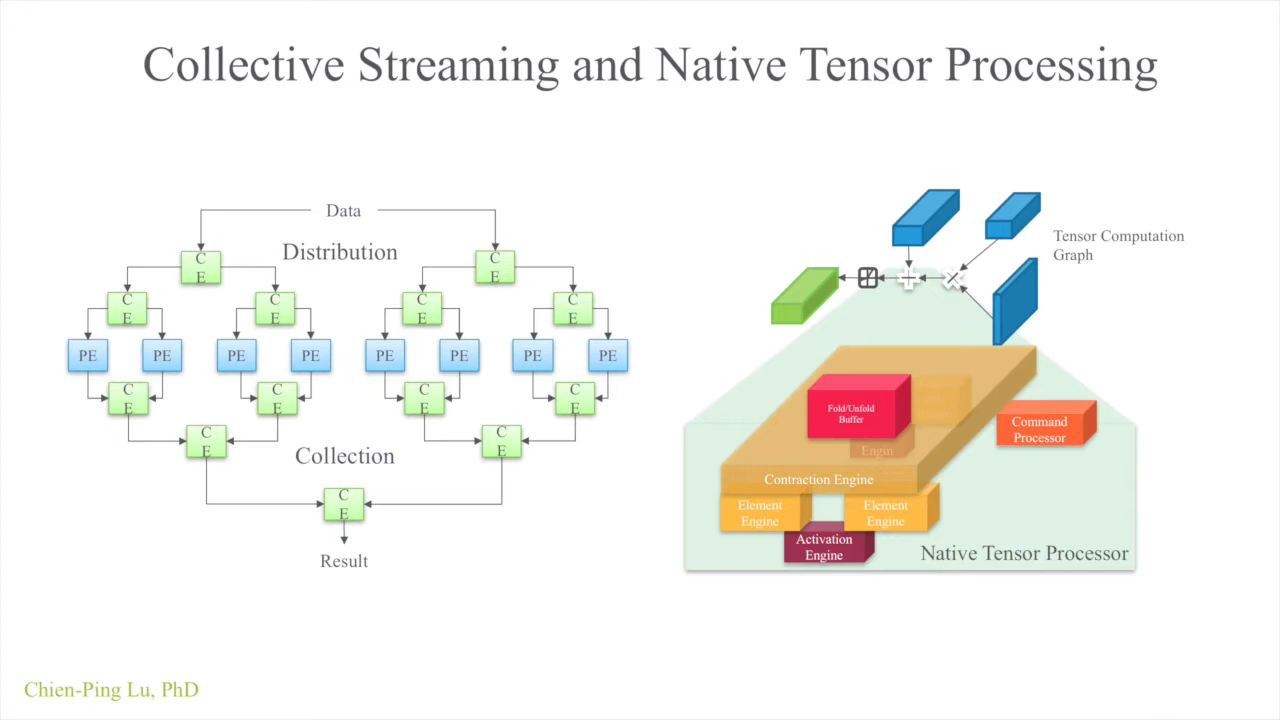 Collective Streaming and Native Tensor Processing
Data
Distribution
C
E
C
E
C
E
C
E
C
E
C
E
PE
PE
PE
PE
PE
PE
PE
PE
C
E
C
E
C
E
C
E
C
E
C
E
Collection
C
E
Result
Tensor Computation
Graph
Fold/Unfold
Buffer
Command
Processor
Engin
Contraction Engine
Element
Engine
Element
Engine
Activation
Engine
Native Tensor Processor
Chien-Ping Lu, PhD